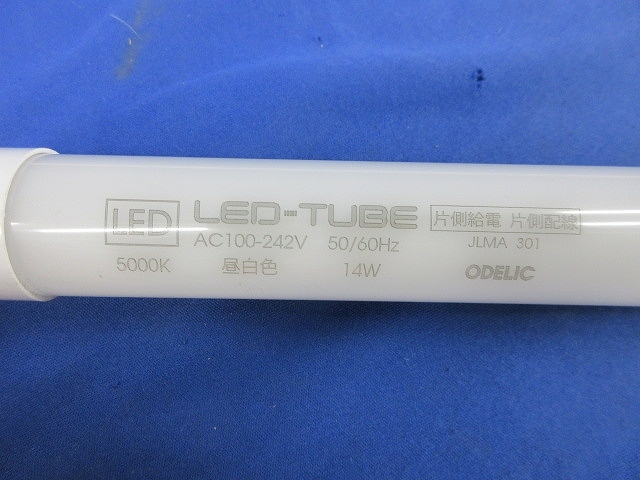 LED LED-TUBE 片側給電 片側配線
AC100-242V 50/60Hz JLMA 301
5000K 昼白色 14W ODELIC